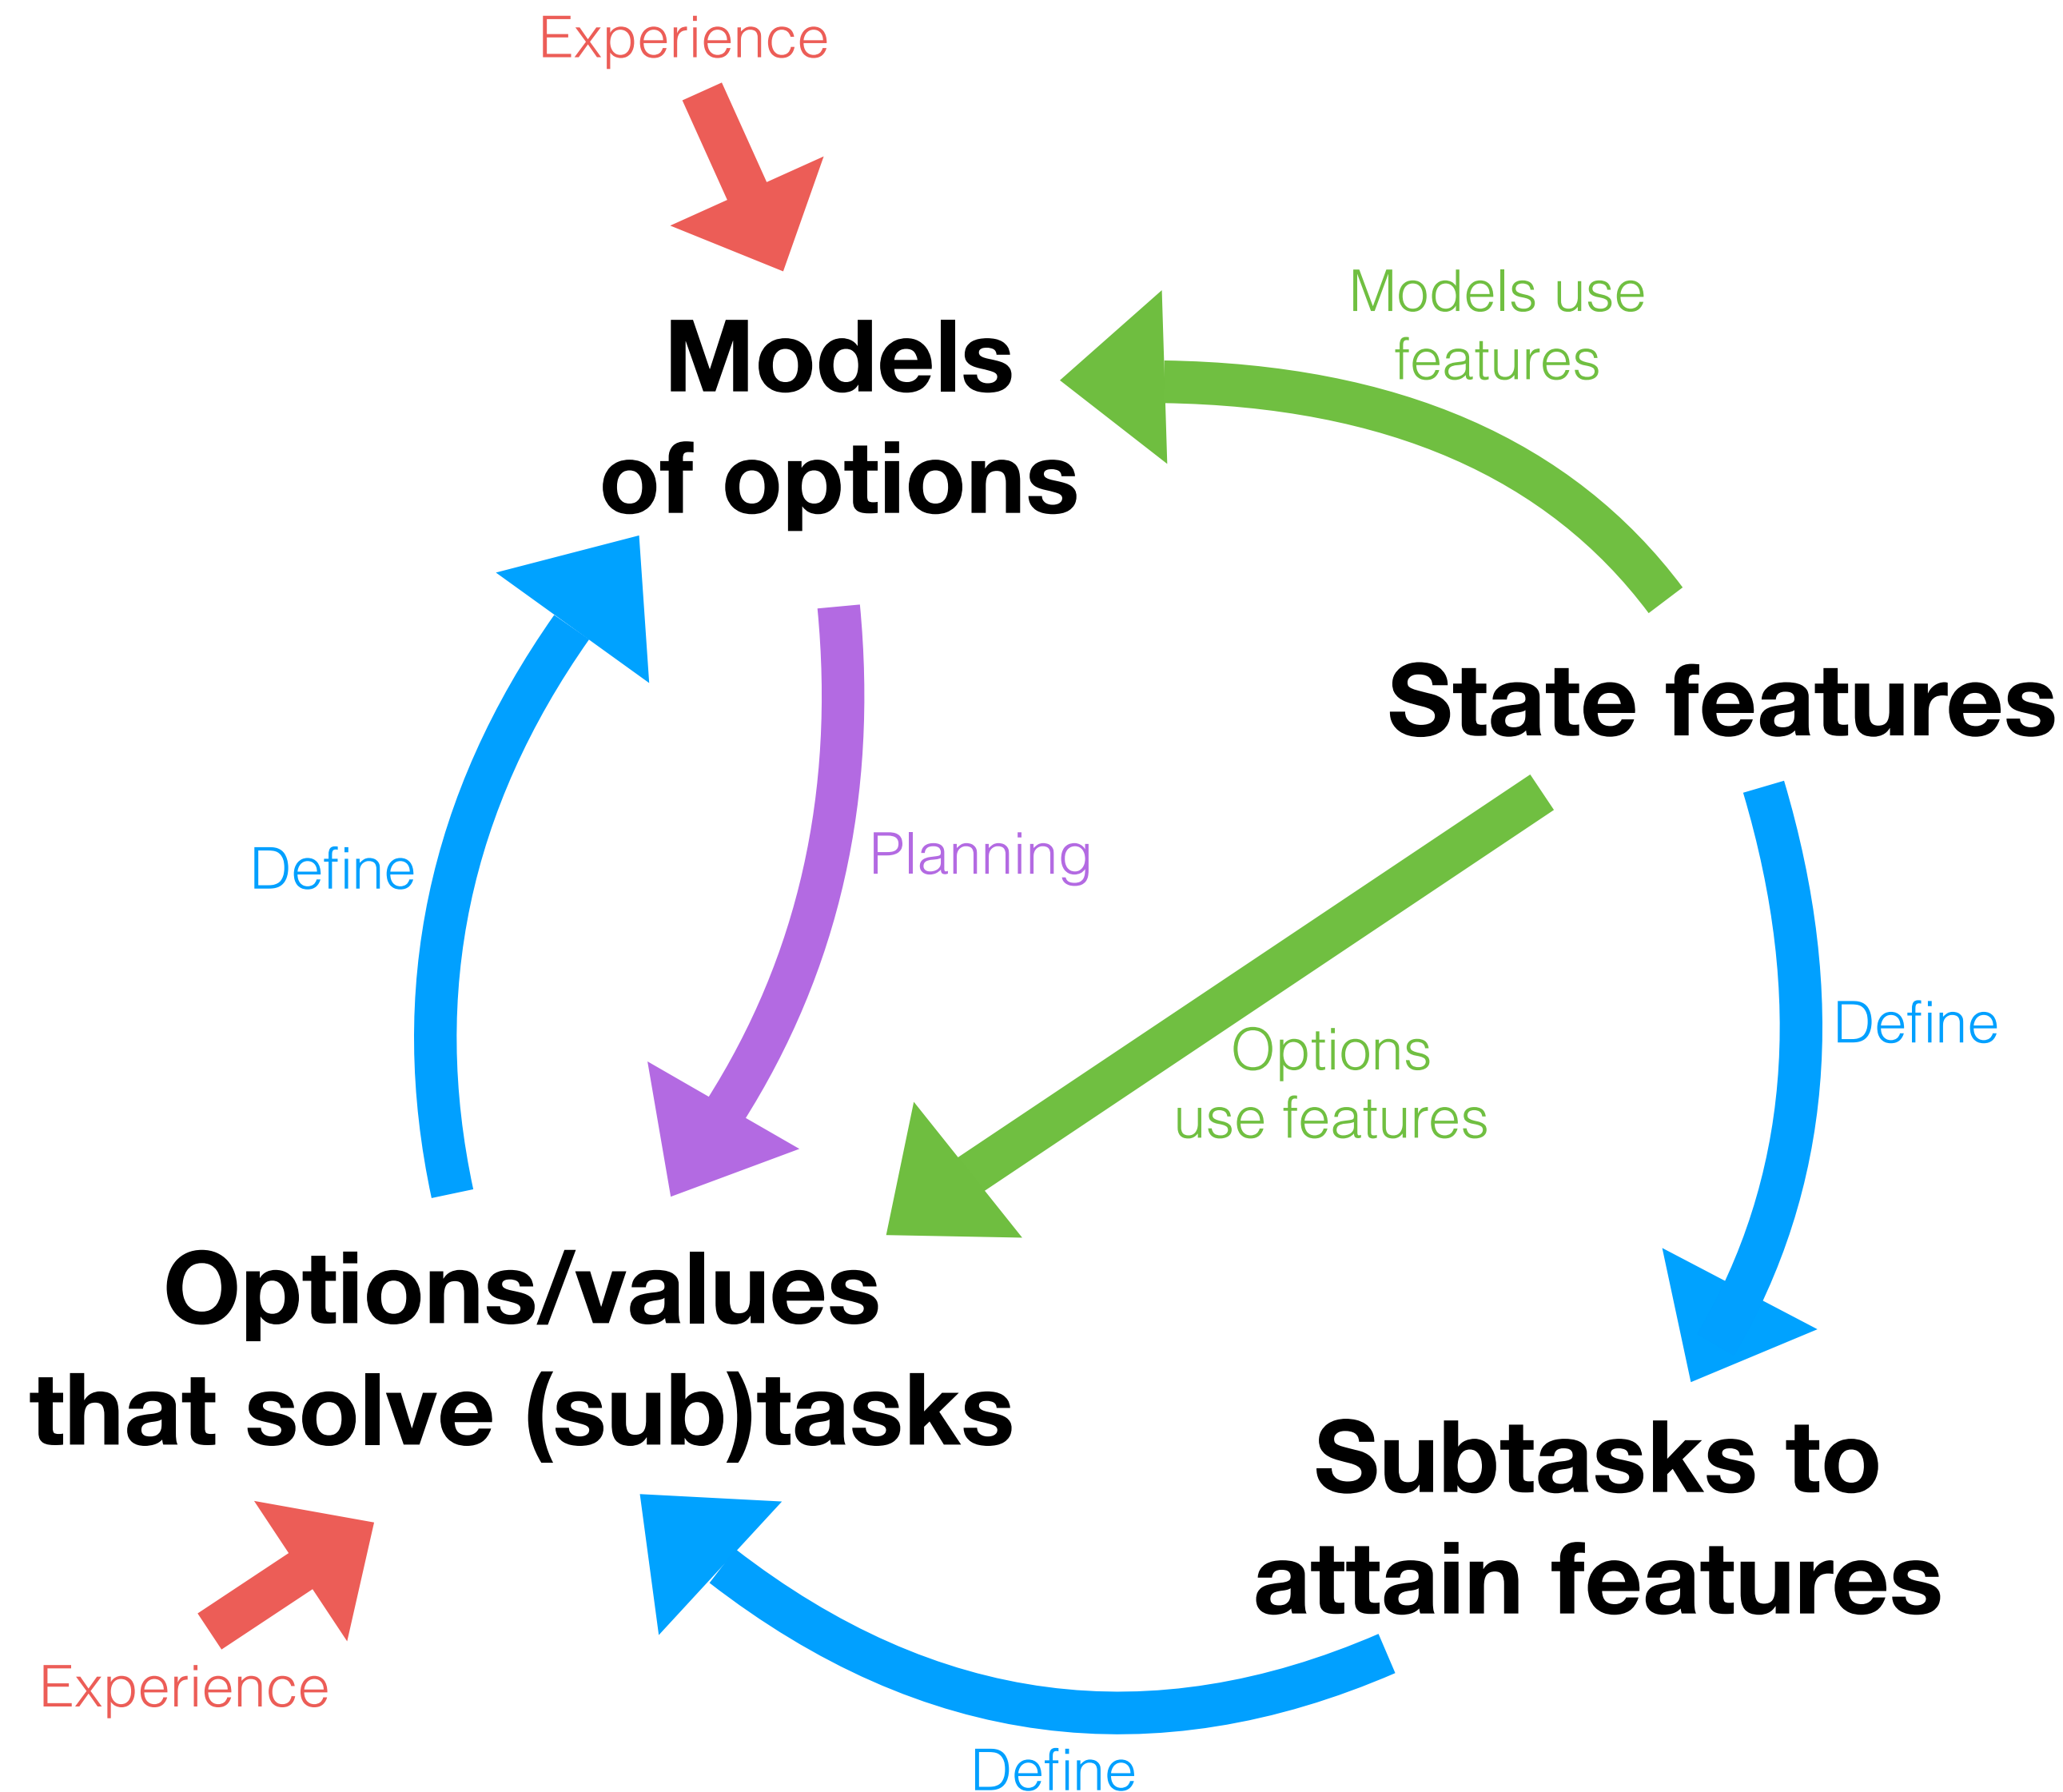 Experience
Models
of options
Models use
features
State features
Define
Planning
Options
use features
Define
Options/values
that solve (sub)tasks
Subtasks to
attain features
Experience
Define